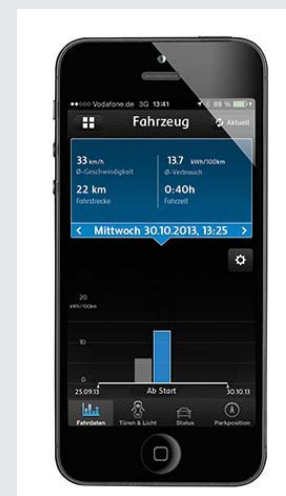 Vodafone.de 3G 13:41 88 %
Fahrzeug Aktuell
33 km/h 13.7 kWh/100km
Ø-Geschwindigkeit Ø-Verbrauch
22 km 0:40h
Fahrstrecke Fahrzeit
< Mittwoch 30.10.2013, 13:25 >
20
kWh/100km
10
0
25.09.13 Ab Start 30.10.13
Fahrdaten Türen & Licht Status Parkposition